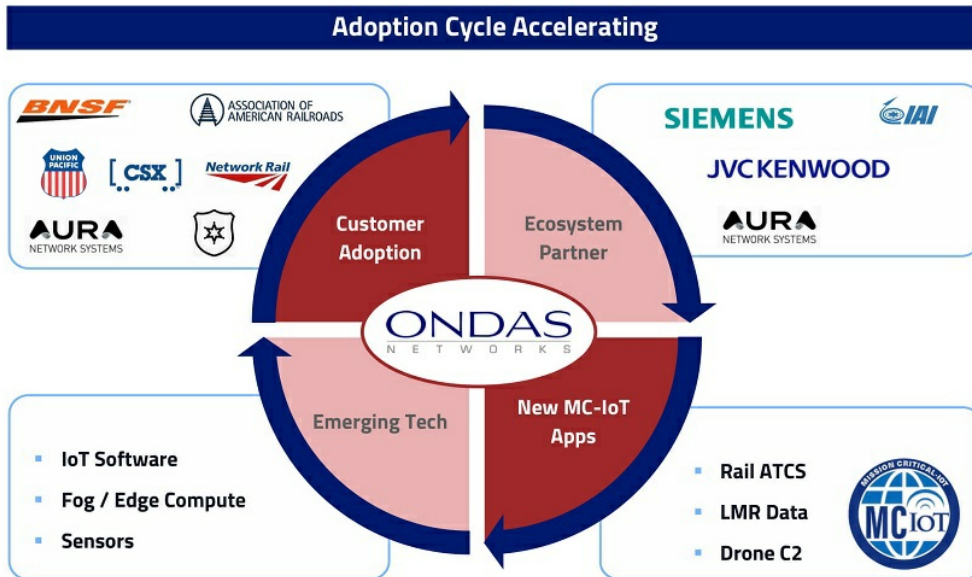 Adoption Cycle Accelerating
BNSF
ASSOCIATION OF
AMERICAN RAILROADS
UNION
PACIFIC
[CSX]
Network Rail
AURA
NETWORK SYSTEMS
SIEMENS
IAI
JVCKENWOOD
AURA
NETWORK SYSTEMS
Customer
Adoption
Ecosystem
Partner
ONDAS
NETWORKS
Emerging Tech
New MC-IoT
Apps
IoT Software
Fog / Edge Compute
Sensors
Rail ATCS
LMR Data
Drone C2
MISSION CRITICAL-IOT
MCIoT